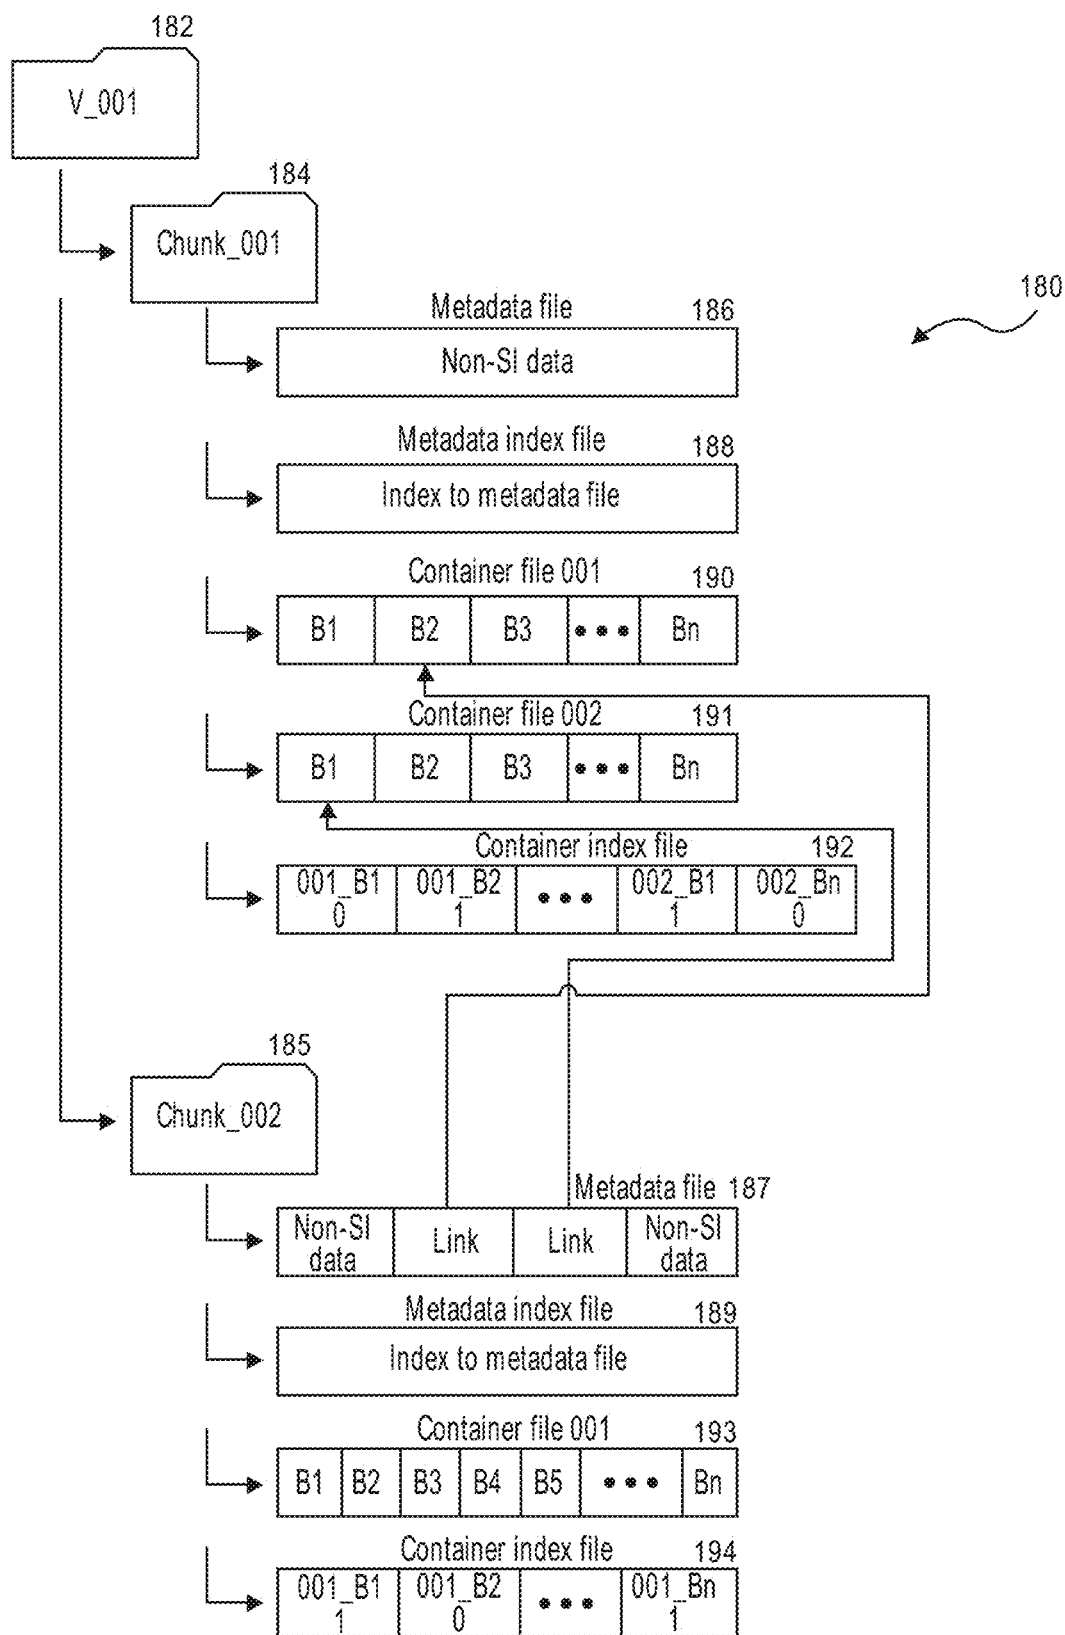 182
V_001
184
Chunk_001
180
Metadata file 186
Non-SI data
Metadata index file 188
Index to metadata file
Container file 001 190
B1 B2 B3 ••• Bn
Container file 002 191
B1 B2 B3 ••• Bn
Container index file 192
001_B1 001_B2 ••• 002_B1 002_Bn
0 1 1 0
185
Chunk_002
Metadata file 187
Non-SI data Link Link Non-SI data
Metadata index file 189
Index to metadata file
Container file 001 193
B1 B2 B3 B4 B5 ••• Bn
Container index file 194
001_B1 001_B2 ••• 001_Bn
1 0 1